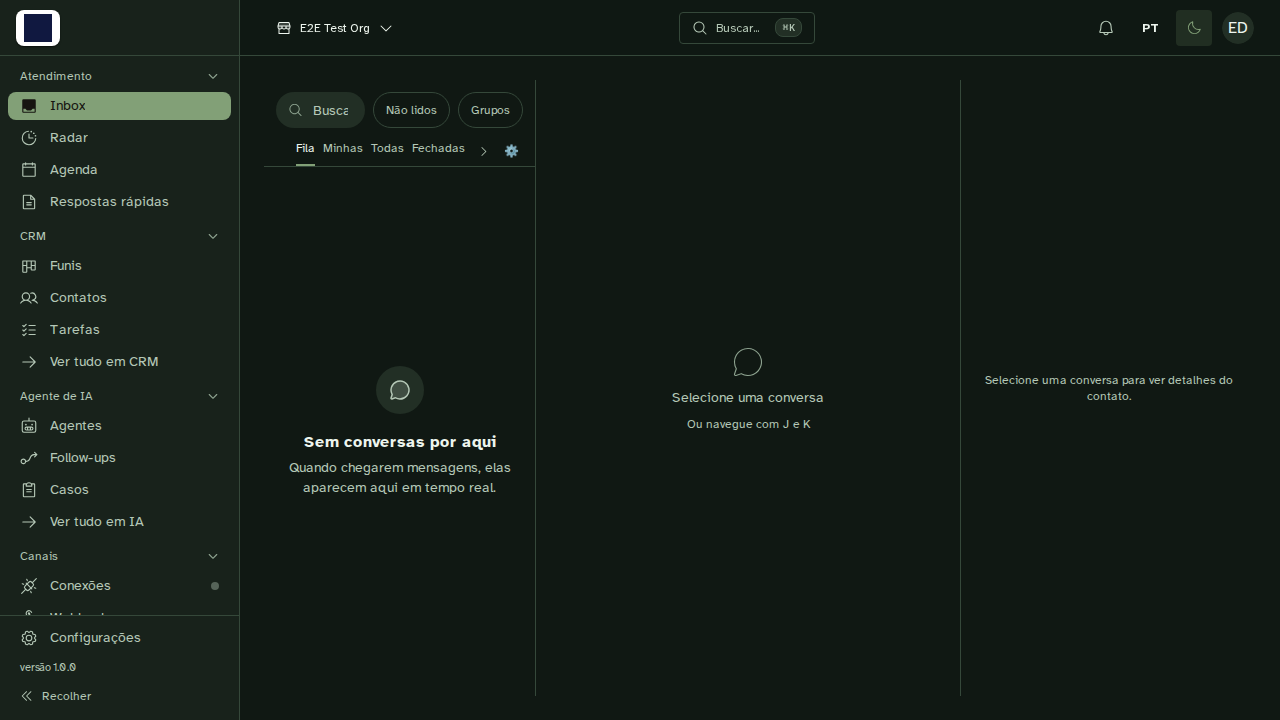 E2E Test Org
Buscar...
⌘K
PT
ED
Atendimento
Inbox
Radar
Agenda
Respostas rápidas
CRM
Funis
Contatos
Tarefas
Ver tudo em CRM
Agente de IA
Agentes
Follow-ups
Casos
Ver tudo em IA
Canais
Conexões
Configurações
versão 1.0.0
Recolher
Busca
Não lidos
Grupos
Fila
Minhas
Todas
Fechadas
Sem conversas por aqui
Quando chegarem mensagens, elas
aparecem aqui em tempo real.
Selecione uma conversa
Ou navegue com J e K
Selecione uma conversa para ver detalhes do
contato.